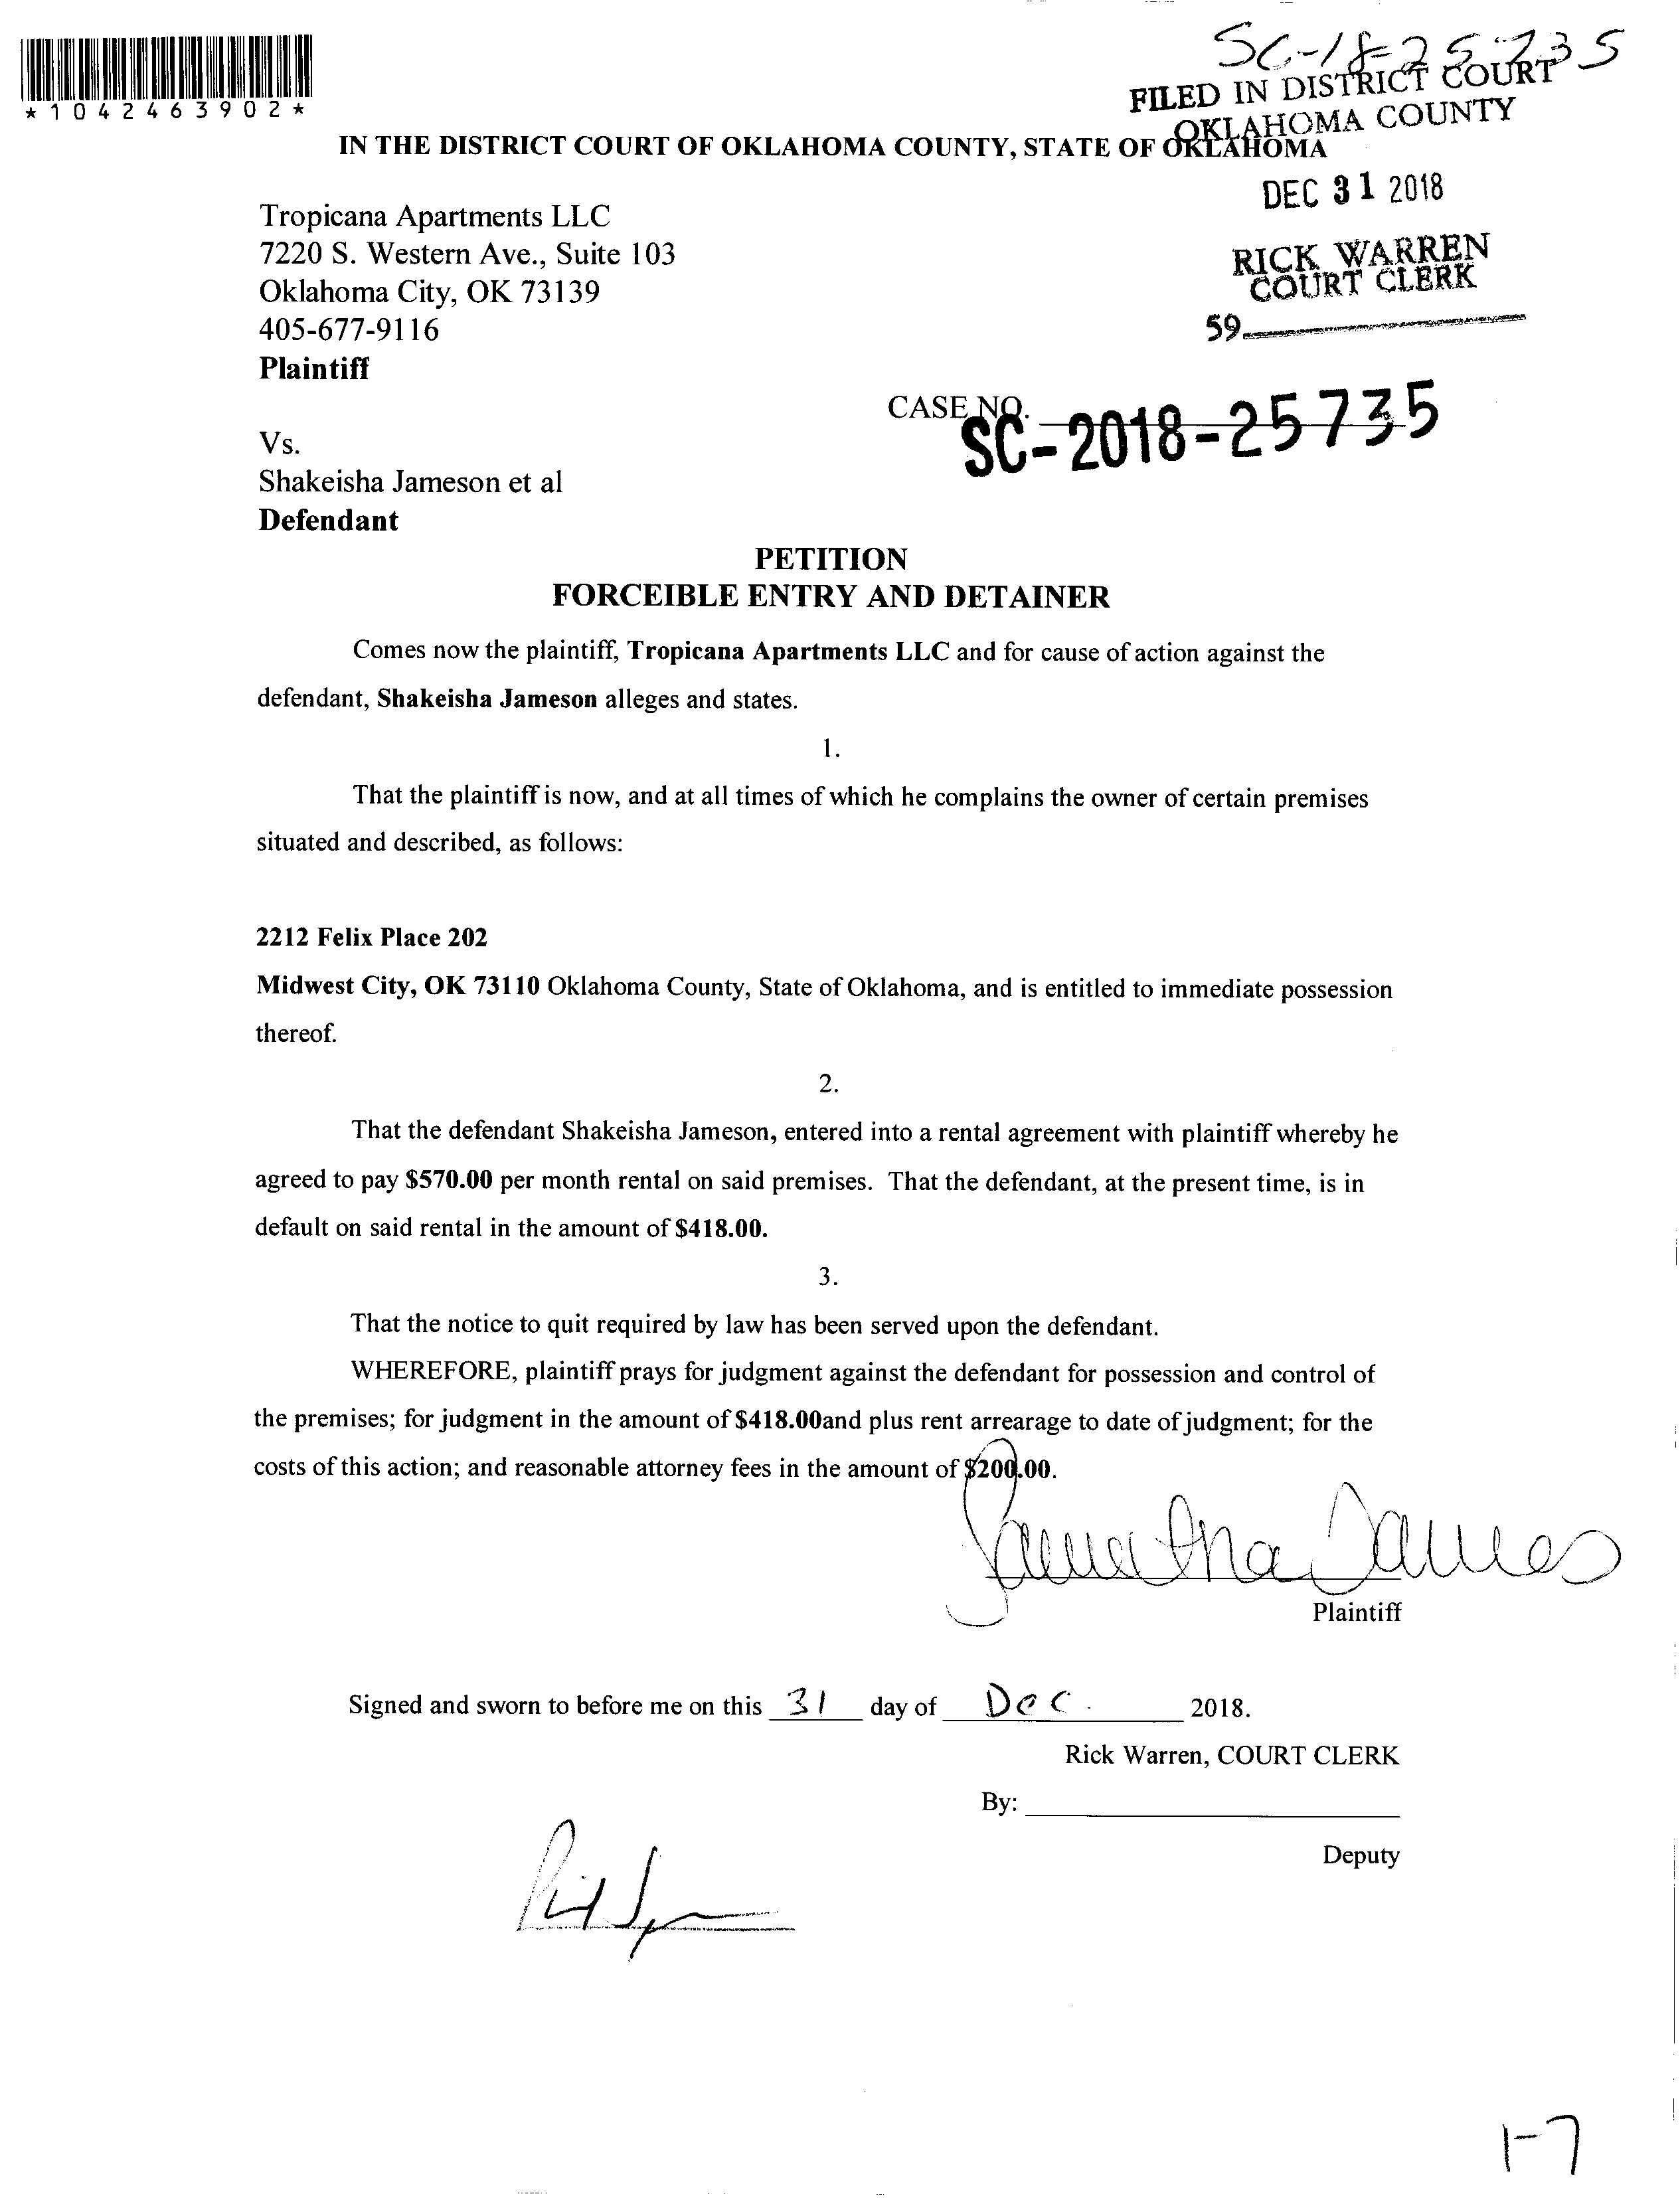 SC-18-25735
FILED IN DISTRICT COURT
OKLAHOMA COUNTY
*1042463902*
IN THE DISTRICT COURT OF OKLAHOMA COUNTY, STATE OF OKLAHOMA
DEC 31 2018
Tropicana Apartments LLC
7220 S. Western Ave., Suite 103
RICK WARREN
COURT CLERK
Oklahoma City, OK 73139
405-677-9116
59
Plaintiff
CASE NO.
SC-2018-25735
Vs.
Shakeisha Jameson et al
Defendant
PETITION
FORCEIBLE ENTRY AND DETAINER
Comes now the plaintiff, Tropicana Apartments LLC and for cause of action against the
defendant, Shakeisha Jameson alleges and states.
1.
That the plaintiff is now, and at all times of which he complains the owner of certain premises
situated and described, as follows:
2212 Felix Place 202
Midwest City, OK 73110 Oklahoma County, State of Oklahoma, and is entitled to immediate possession
thereof.
2.
That the defendant Shakeisha Jameson, entered into a rental agreement with plaintiff whereby he
agreed to pay $570.00 per month rental on said premises. That the defendant, at the present time, is in
default on said rental in the amount of $418.00.
3.
That the notice to quit required by law has been served upon the defendant.
WHEREFORE, plaintiff prays for judgment against the defendant for possession and control of
the premises; for judgment in the amount of $418.00and plus rent arrearage to date of judgment; for the
costs of this action; and reasonable attorney fees in the amount of $200.00.
Samantha James
Plaintiff
Signed and sworn to before me on this 31 day of Dec. 2018.
Rick Warren, COURT CLERK
By:
Deputy
1-7